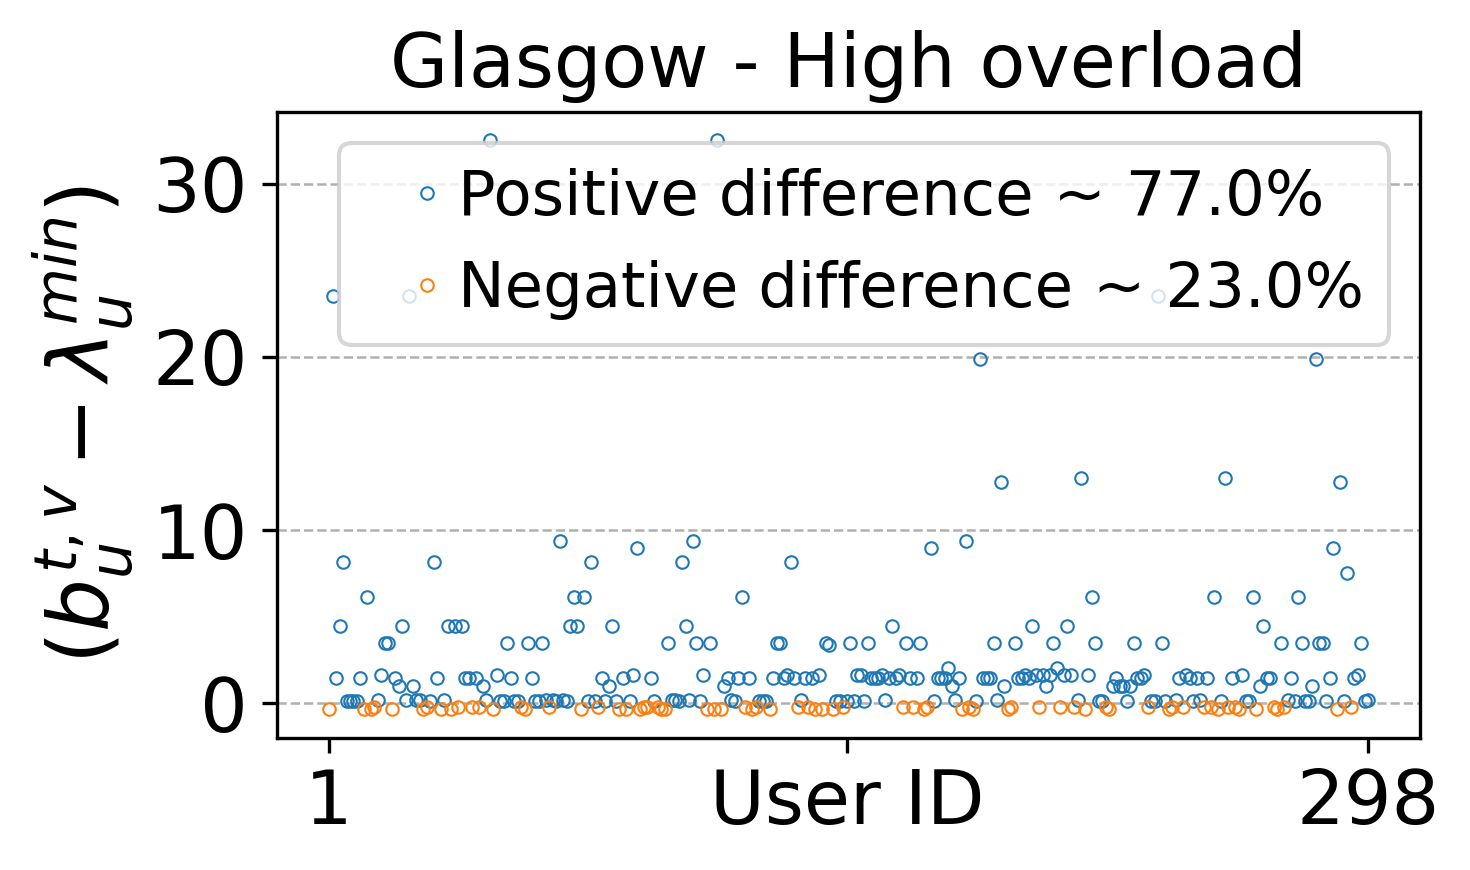 Glasgow - High overload
Positive difference ~ 77.0%
Negative difference ~ 23.0%
30
20
10
0
(b_u^{t, v} − λ_u^{min})
1
User ID
298